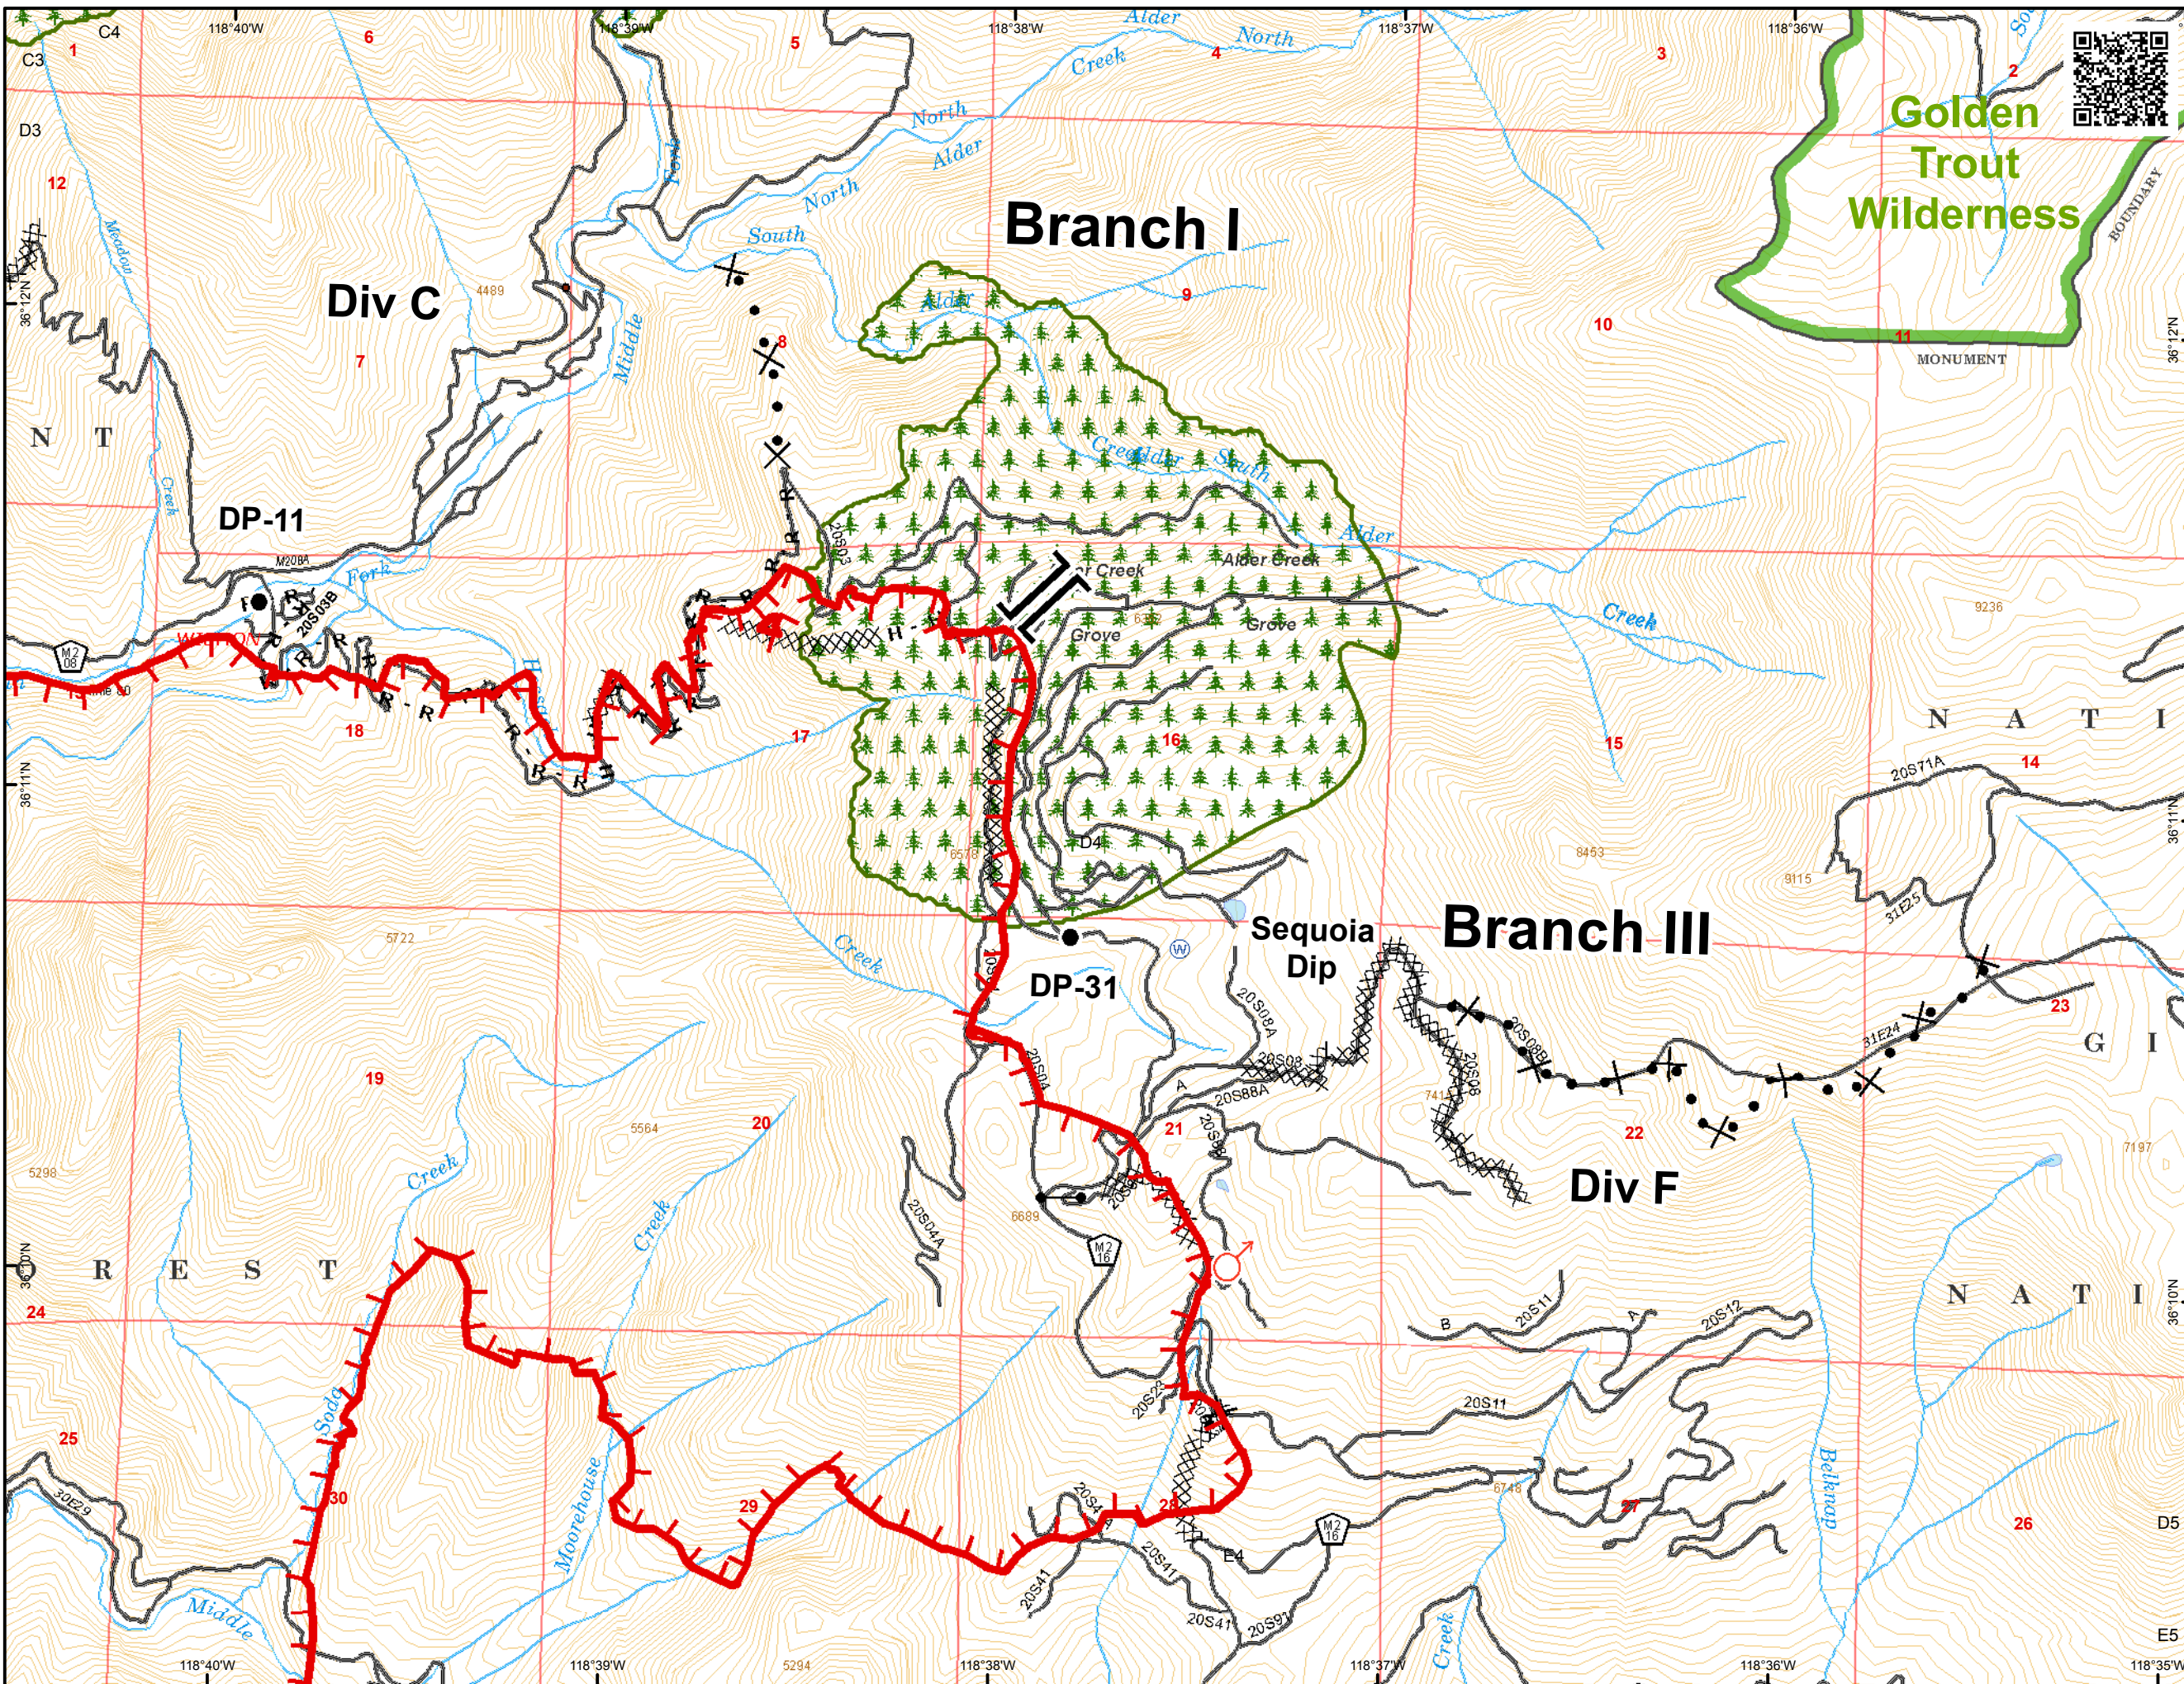 118°40'W
118°39'W
118°38'W
118°37'W
118°36'W
C4
C3
1
6
5
4
3
2
Alder
North
Creek
D3
12
Golden
Trout
Wilderness
BOUNDARY
MONUMENT
11
North
Alder
North
South
Fork
Meadow
Creek
Branch I
Div C
4489
7
8
9
10
36°12'N
36°12'N
Middle
Alder
Creek
Alder
South
Alder
Creek
N T
DP-11
M208A
Fork
20S03B
20S03
R - R
R - R
H -
Alder Creek
Grove
Grove
9236
M2
08
18
17
16
15
14
N A T I
20S71A
36°11'N
36°11'N
D4
6578
8453
9115
31E25
5722
Creek
Sequoia
Dip
Branch III
DP-31
W
20S08A
20S08
20S08B
20S08
31E24
23
G I
20S04
A
20S88A
19
20
21
22
5564
5298
7197
Creek
Creek
Div F
6689
20S04A
M2
16
O R E S T
36°10'N
36°10'N
N A T I
24
B
20S11
A
20S12
20S11
25
Soda
30
29
28
27
26
6748
Belknap
D5
30E29
Moorehouse
M2
16
E4
20S41
20S41
20S41
20S91
Middle
Creek
E5
118°40'W
118°39'W
5294
118°38'W
118°37'W
118°36'W
118°35'W